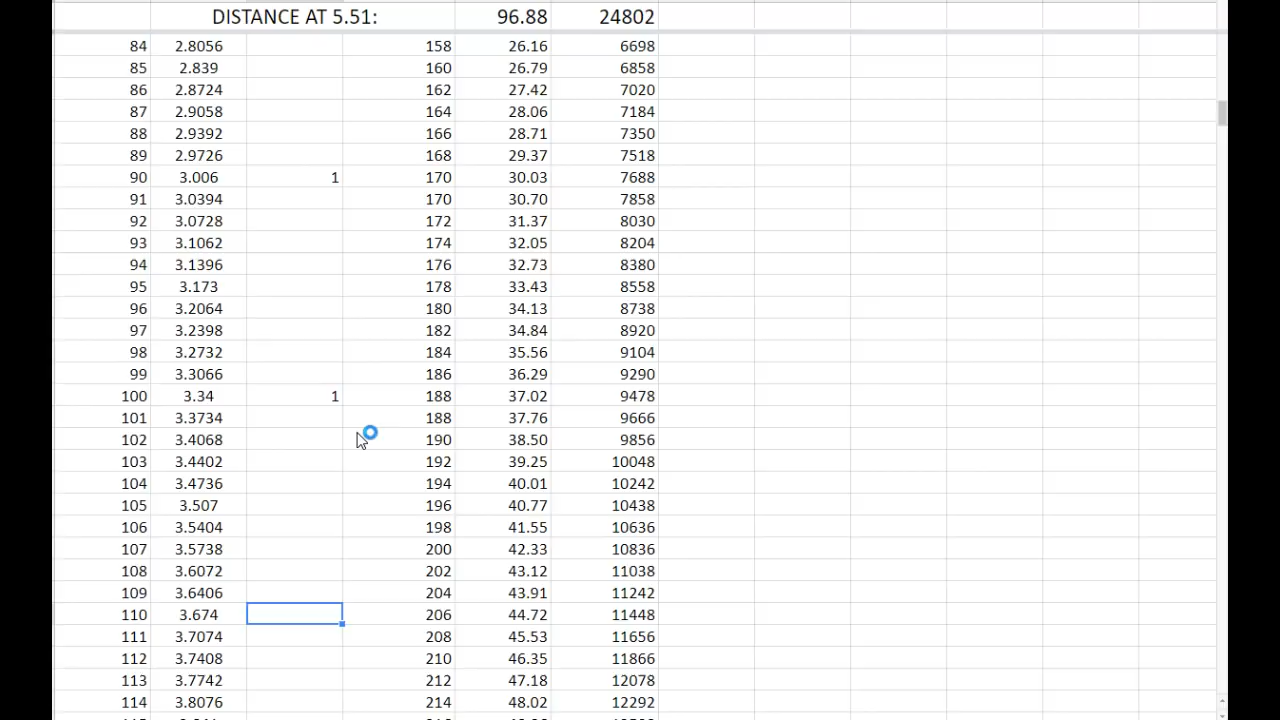 DISTANCE AT 5.51: 96.88 24802
84 2.8056 158 26.16 6698
85 2.839 160 26.79 6858
86 2.8724 162 27.42 7020
87 2.9058 164 28.06 7184
88 2.9392 166 28.71 7350
89 2.9726 168 29.37 7518
90 3.006 1 170 30.03 7688
91 3.0394 170 30.70 7858
92 3.0728 172 31.37 8030
93 3.1062 174 32.05 8204
94 3.1396 176 32.73 8380
95 3.173 178 33.43 8558
96 3.2064 180 34.13 8738
97 3.2398 182 34.84 8920
98 3.2732 184 35.56 9104
99 3.3066 186 36.29 9290
100 3.34 1 188 37.02 9478
101 3.3734 188 37.76 9666
102 3.4068 190 38.50 9856
103 3.4402 192 39.25 10048
104 3.4736 194 40.01 10242
105 3.507 196 40.77 10438
106 3.5404 198 41.55 10636
107 3.5738 200 42.33 10836
108 3.6072 202 43.12 11038
109 3.6406 204 43.91 11242
110 3.674 206 44.72 11448
111 3.7074 208 45.53 11656
112 3.7408 210 46.35 11866
113 3.7742 212 47.18 12078
114 3.8076 214 48.02 12292